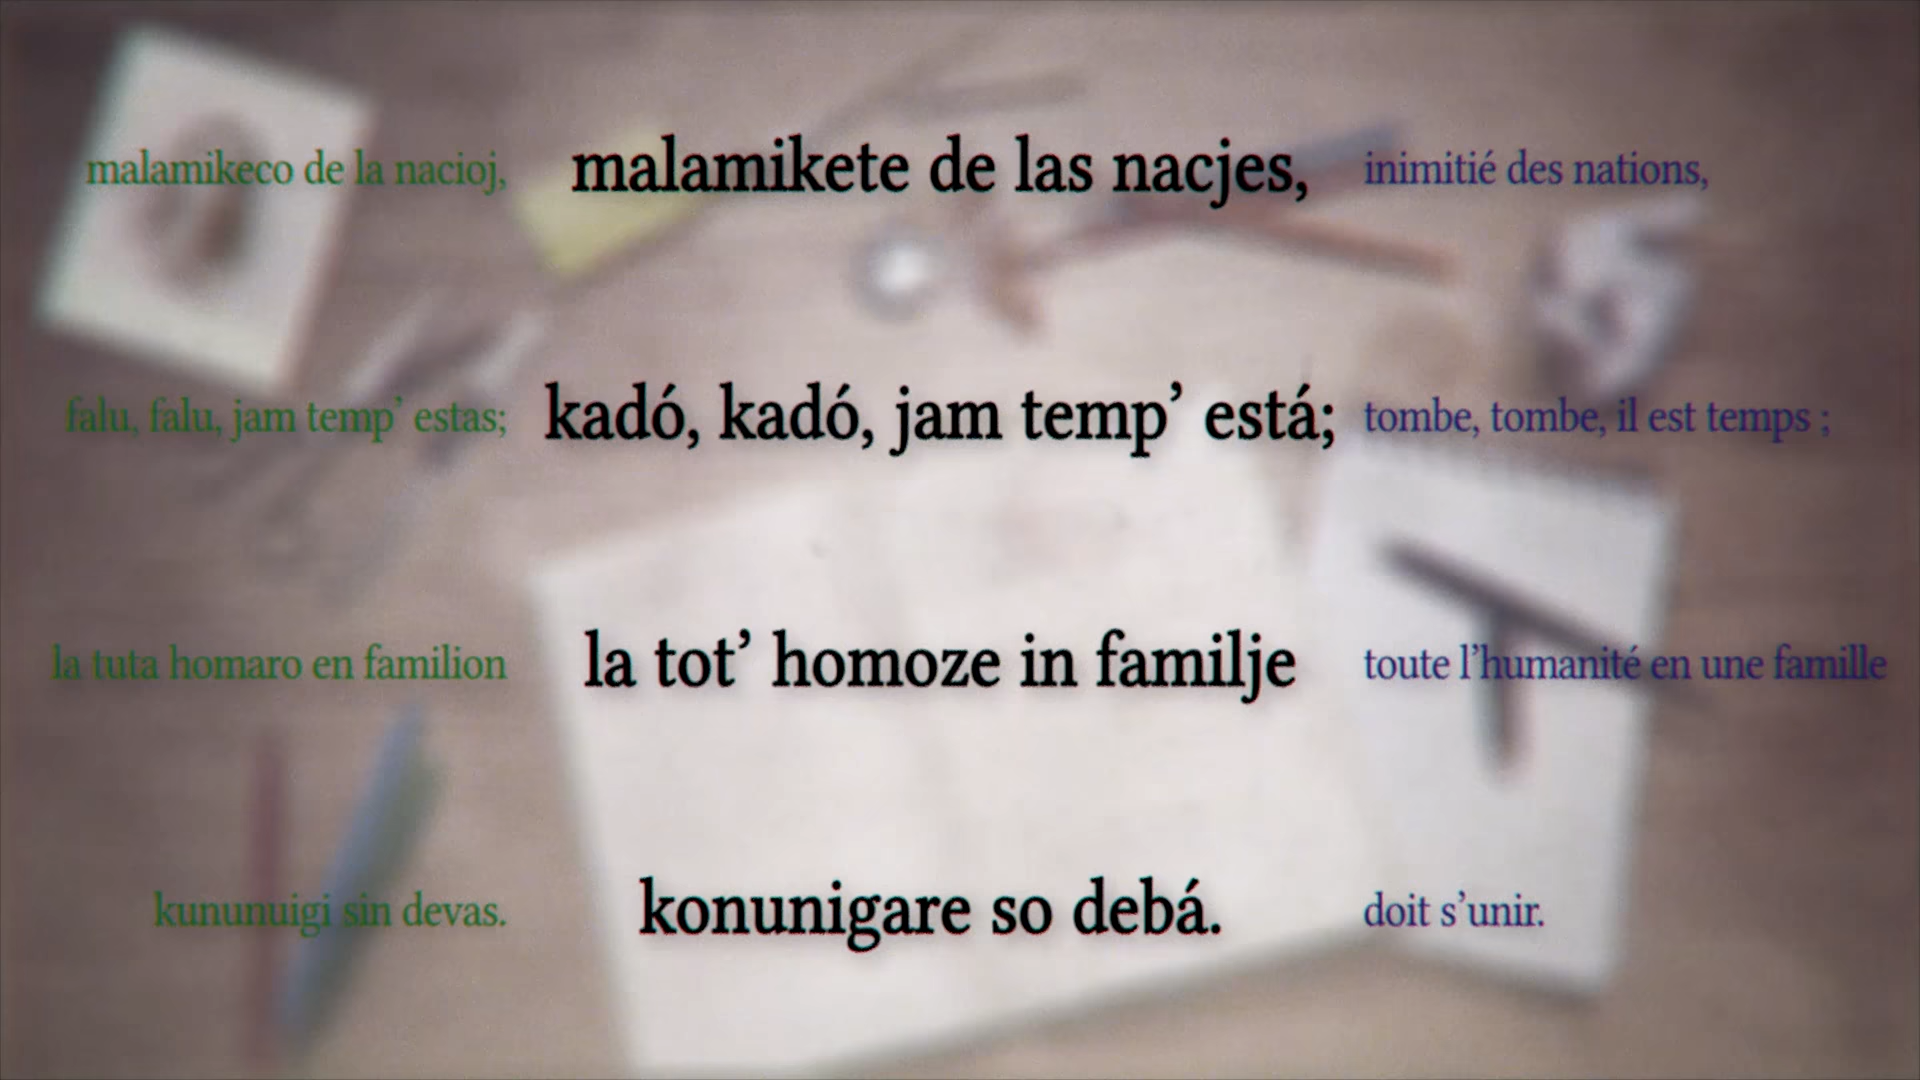 malamikeco de la nacioj, malamikete de las nacjes, inimitié des nations,
falu, falu, jam temp’ estas; kadó, kadó, jam temp’ está; tombe, tombe, il est temps ;
la tuta homaro en familion la tot’ homoze in familje toute l’humanité en une famille
kununuigi sin devas. konunigare so debá. doit s’unir.